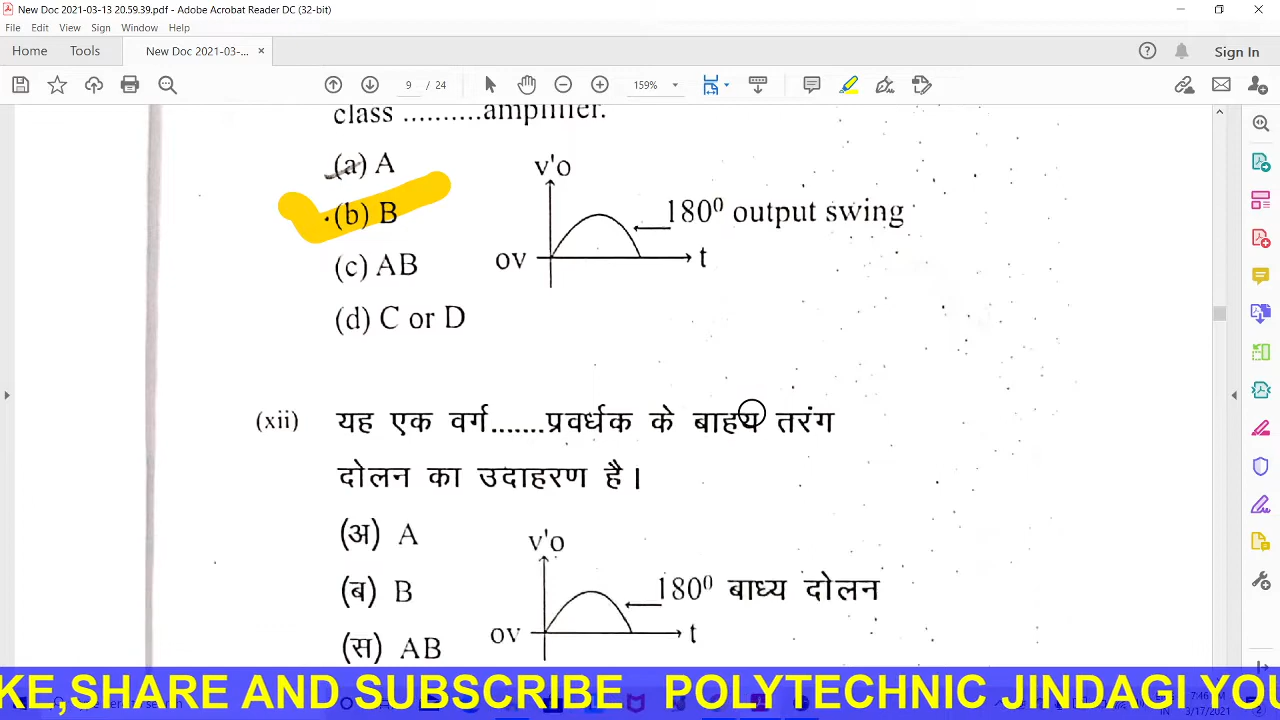 New Doc 2021-03-13 20.59.39.pdf - Adobe Acrobat Reader DC (32-bit)
File Edit View Sign Window Help
Home Tools New Doc 2021-03-... × Sign In
9 / 24 159%
class ..........amplifier.
(a) A
(b) B
(c) AB
(d) C or D
v'o
180⁰ output swing
ov
t
(xii) यह एक वर्ग.......प्रवर्धक के बाहय तरंग
दोलन का उदाहरण है।
(अ) A
(ब) B
(स) AB
v'o
180⁰ बाध्य दोलन
ov
t
KE,SHARE AND SUBSCRIBE POLYTECHNIC JINDAGI YOU